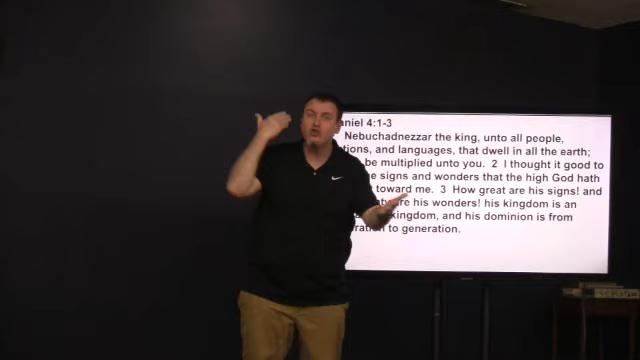 aniel 4:1-3
Nebuchadnezzar the king, unto all people,
tions, and languages, that dwell in all the earth;
be multiplied unto you. 2 I thought it good to
e signs and wonders that the high God hath
toward me. 3 How great are his signs! and
are his wonders! his kingdom is an
kingdom, and his dominion is from
ration to generation.